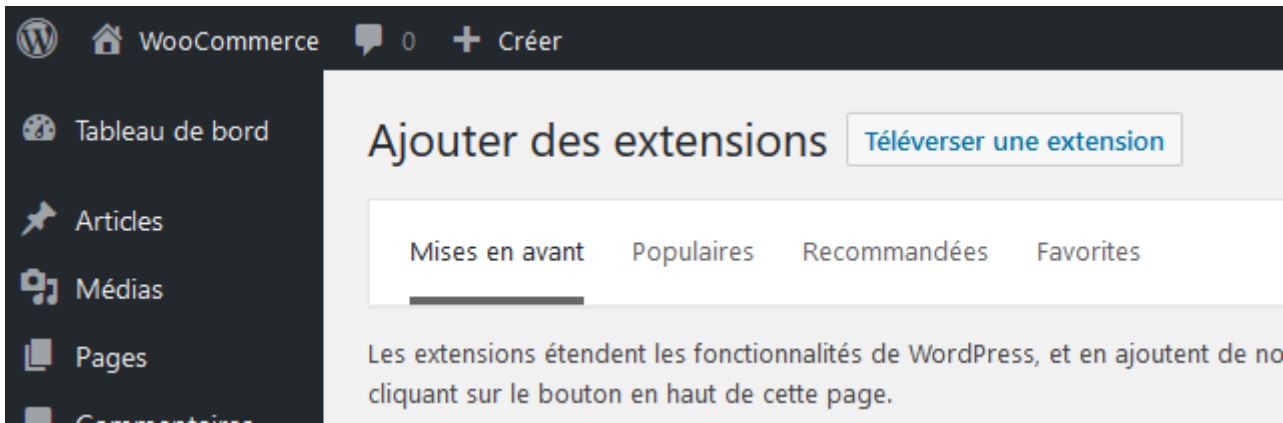 WooCommerce 0 Créer
Tableau de bord
Ajouter des extensions Téléverser une extension
Articles
Mises en avant Populaires Recommandées Favorites
Médias
Pages
Les extensions étendent les fonctionnalités de WordPress, et en ajoutent de no
cliquant sur le bouton en haut de cette page.
Commentaires